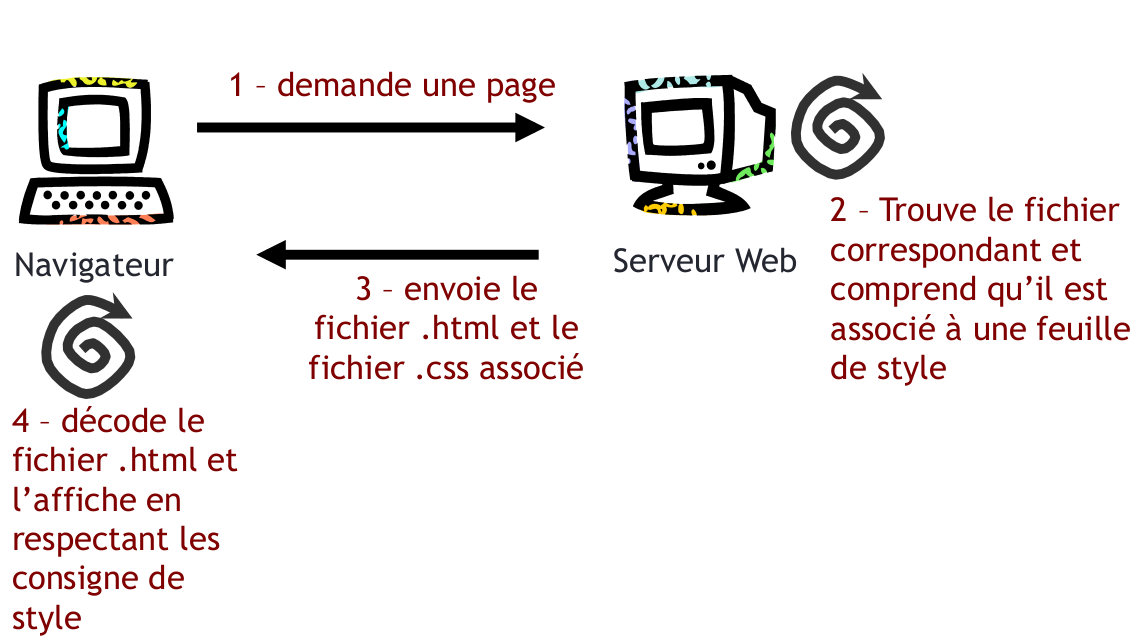 1 – demande une page
Navigateur
Serveur Web
2 – Trouve le fichier
correspondant et
comprend qu’il est
associé à une feuille
de style
3 – envoie le
fichier .html et le
fichier .css associé
4 – décode le
fichier .html et
l’affiche en
respectant les
consigne de
style